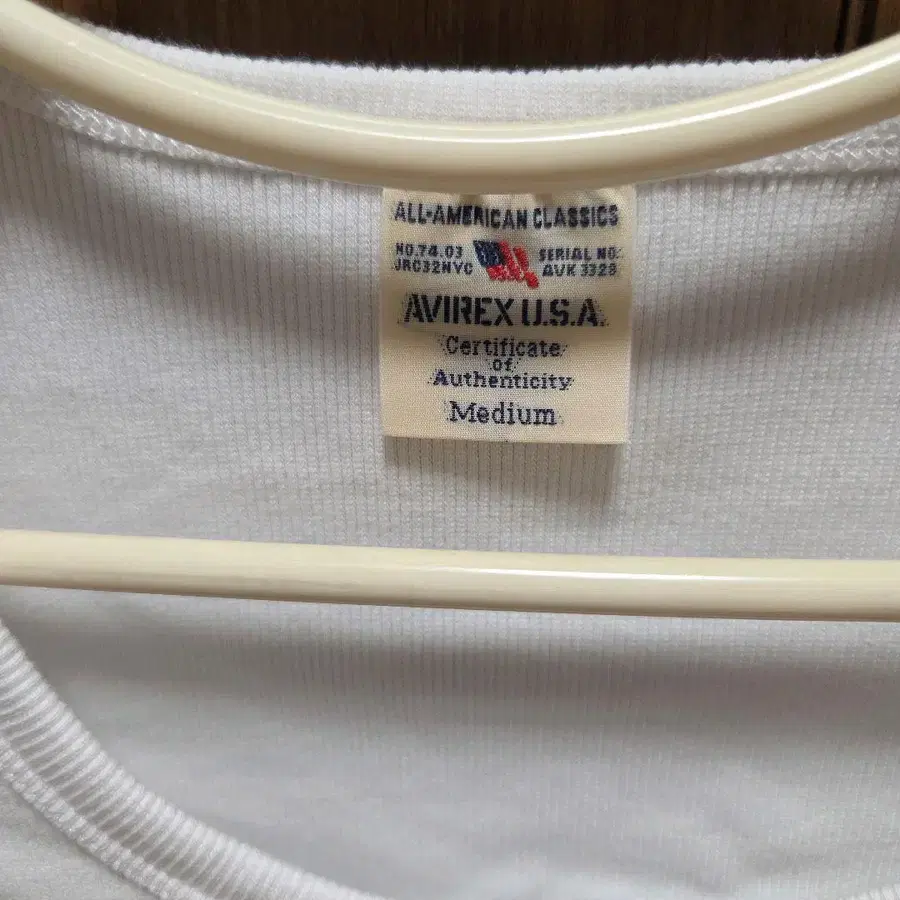 ALL-AMERICAN CLASSICS
NO.74.03 SERIAL NO:
JRC32NYC AVK 3328
AVIREX U.S.A.
Certificate
of
Authenticity
Medium